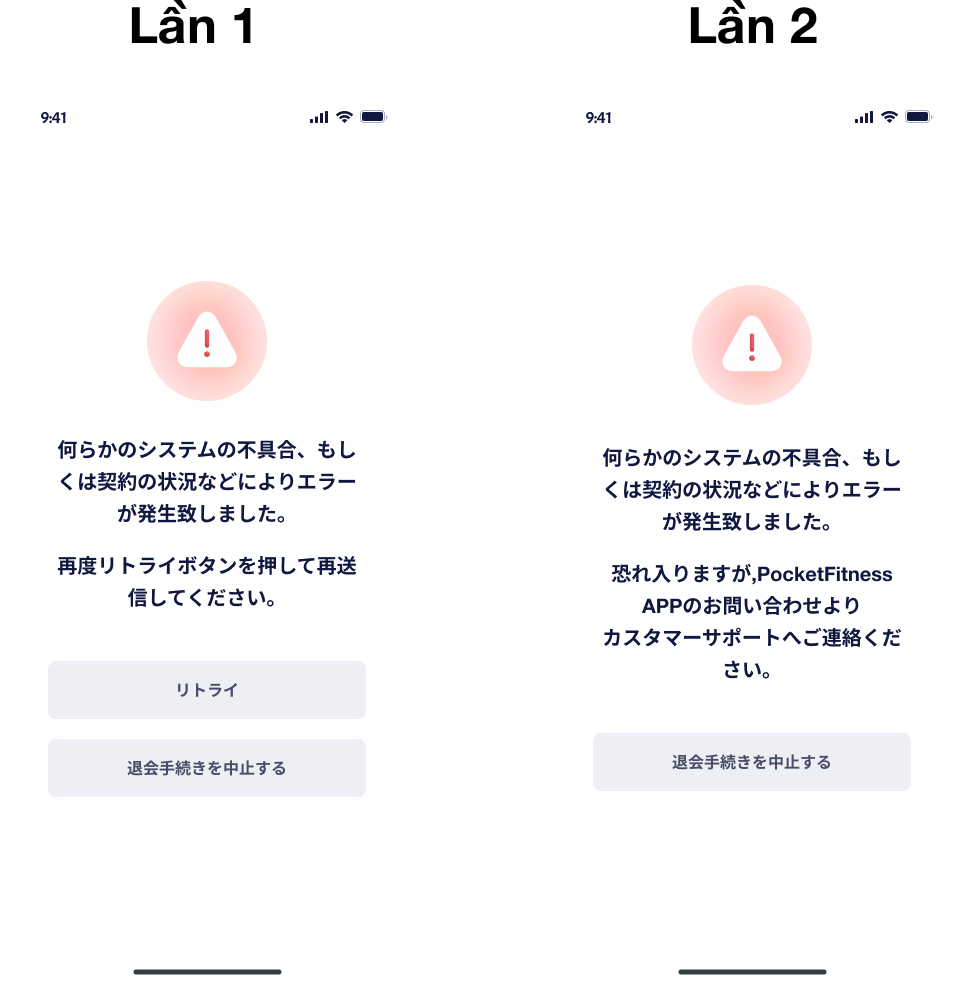 Lần 1
9:41
何らかのシステムの不具合、もし
くは契約の状況などによりエラー
が発生致しました。
再度リトライボタンを押して再送
信してください。
リトライ
退会手続きを中止する
Lần 2
9:41
何らかのシステムの不具合、もし
くは契約の状況などによりエラー
が発生致しました。
恐れ入りますが,PocketFitness
APPのお問い合わせより
カスタマーサポートへご連絡くだ
さい。
退会手続きを中止する